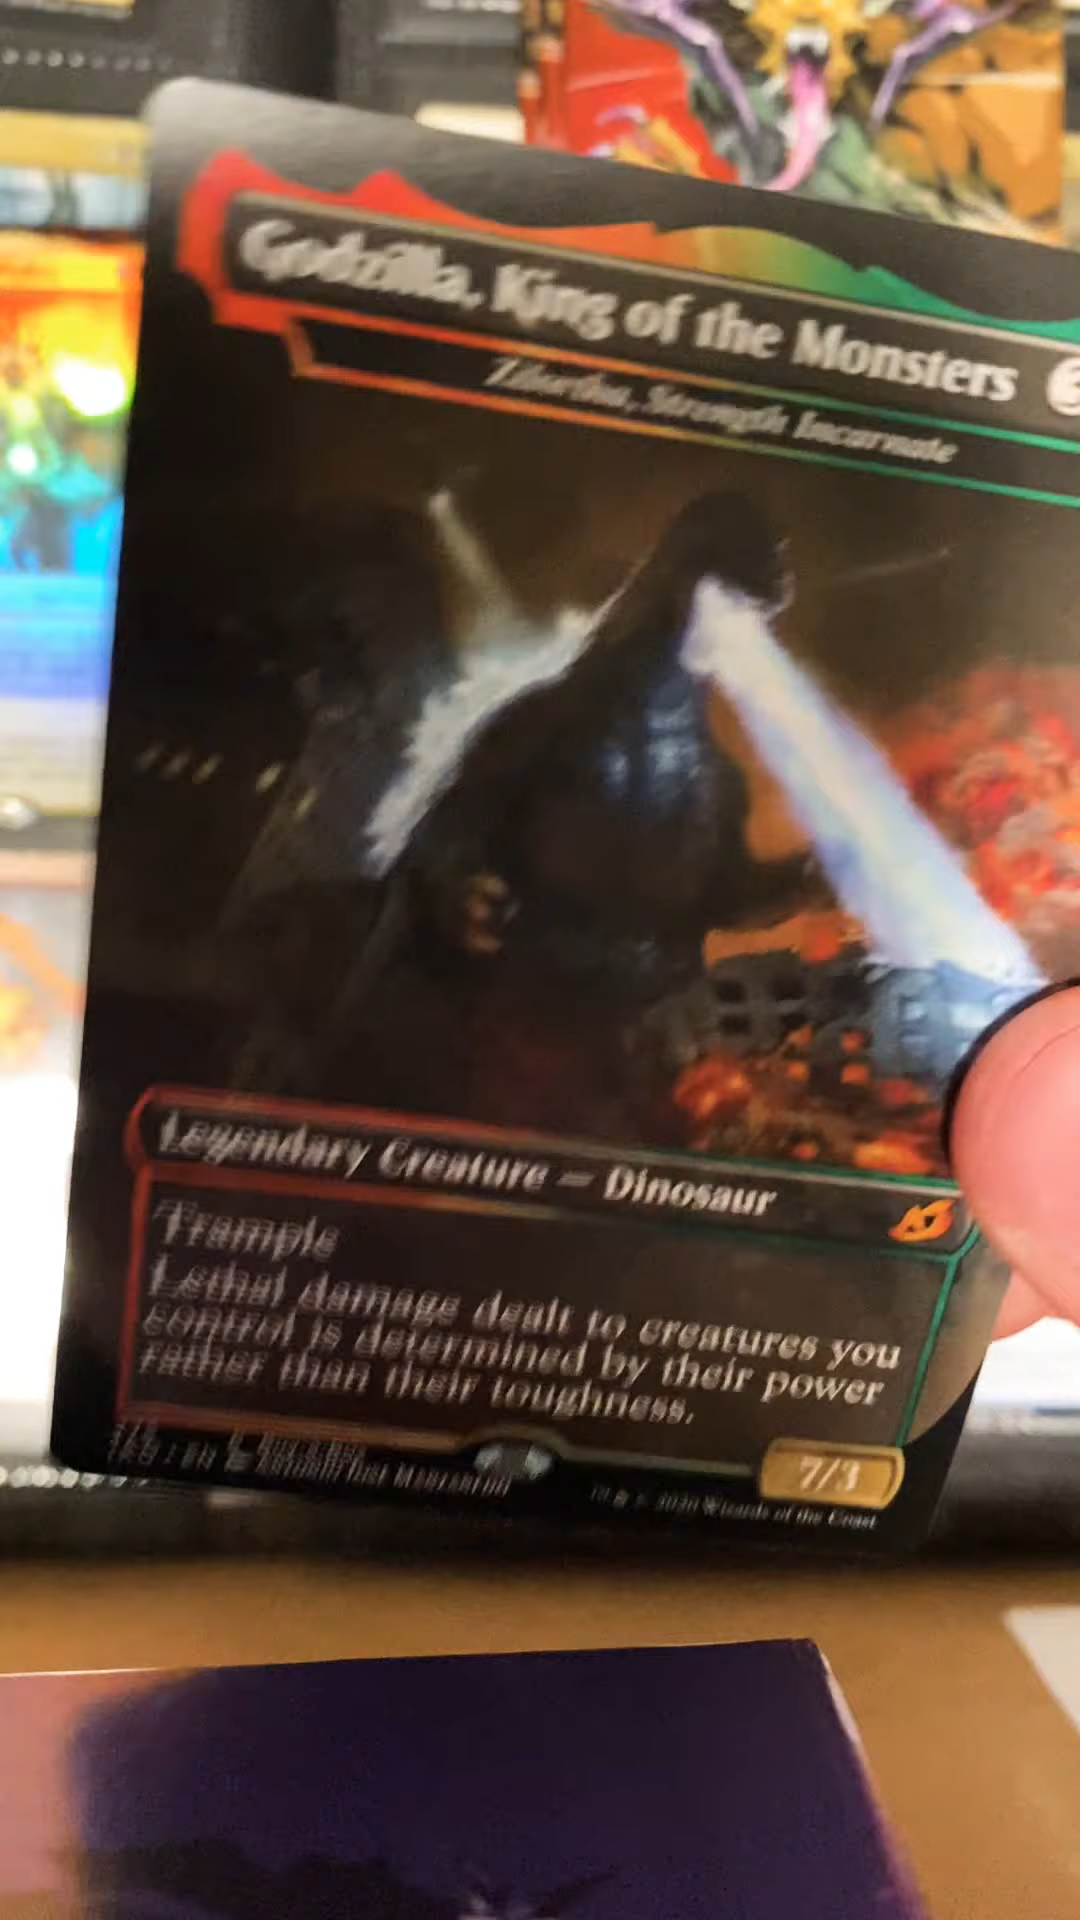 Godzilla, King of the Monsters
Zilortha, Strength Incarnate
Legendary Creature — Dinosaur
Trample
Lethal damage dealt to creatures you
control is determined by their power
rather than their toughness.
7/3
2020 Wizards of the Coast